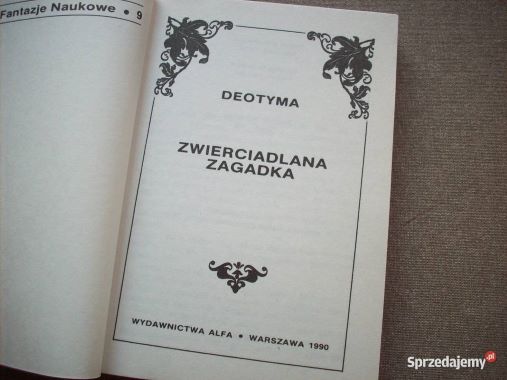 Fantazje Naukowe • 9
DEOTYMA
ZWIERCIADLANA
ZAGADKA
WYDAWNICTWA ALFA • WARSZAWA 1990
Sprzedajemy.pl